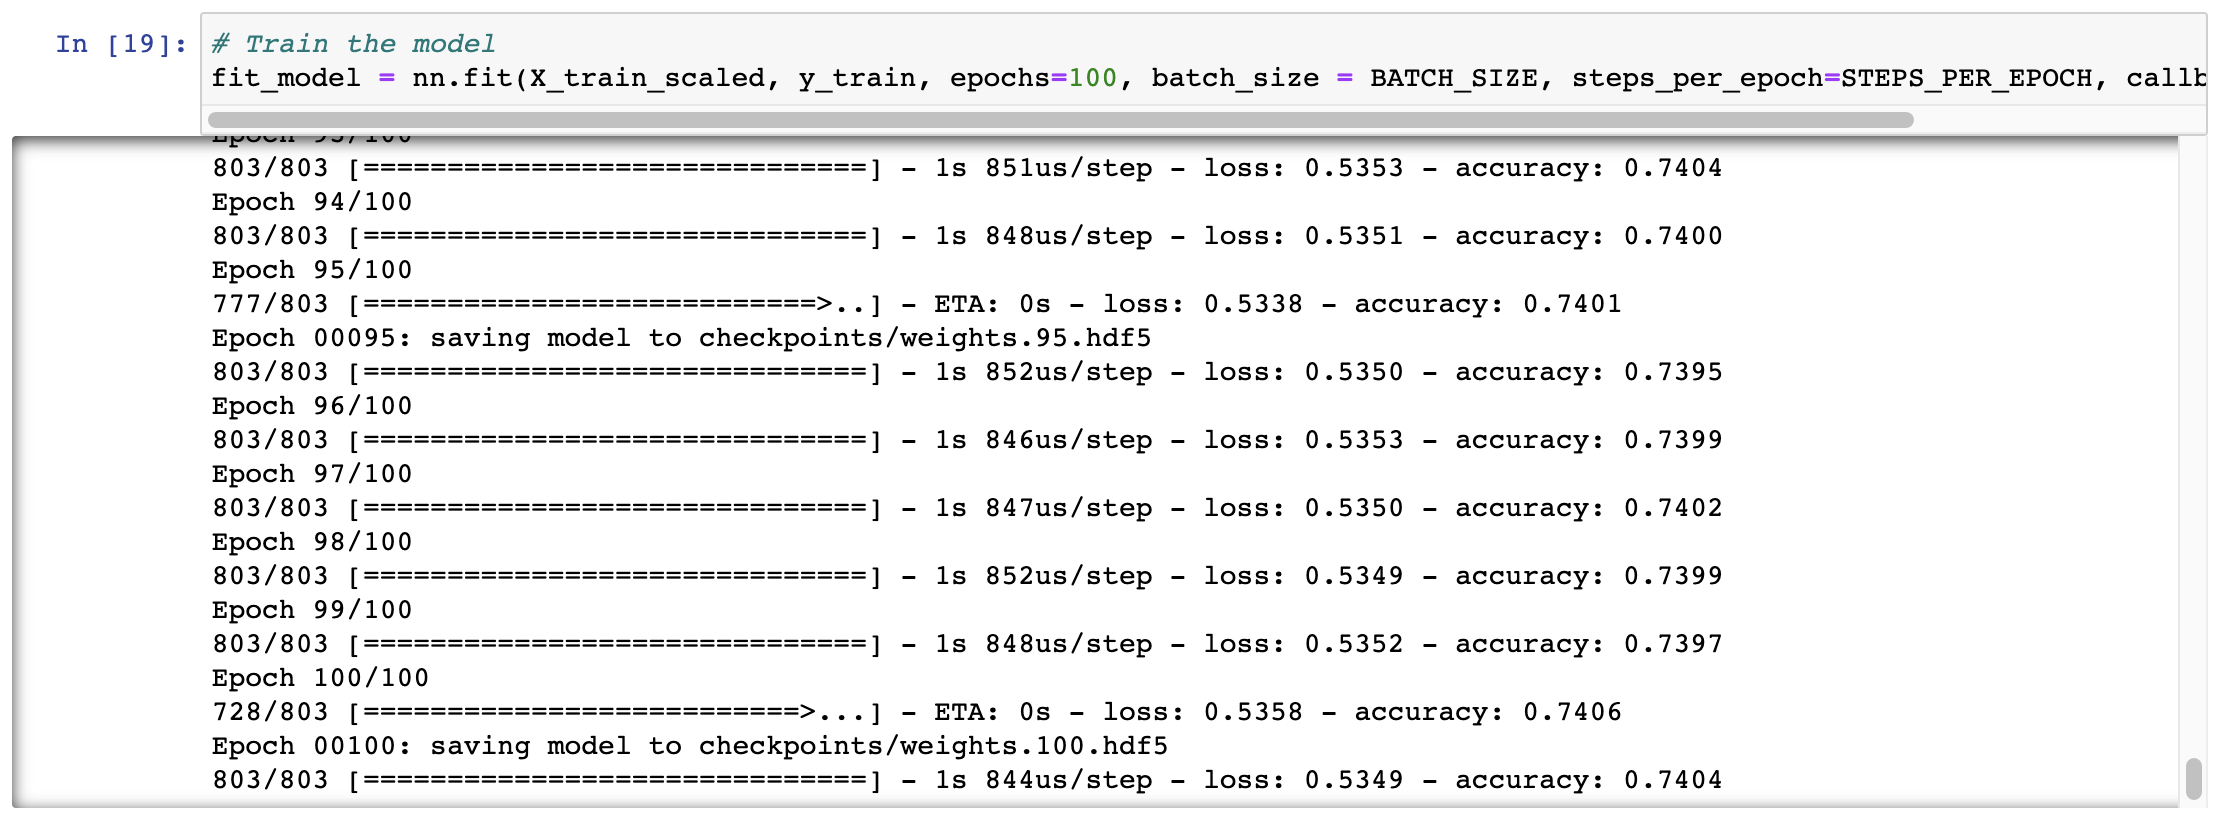 In [19]:
# Train the model
fit_model = nn.fit(X_train_scaled, y_train, epochs=100, batch_size = BATCH_SIZE, steps_per_epoch=STEPS_PER_EPOCH, callb
Epoch 93/100
803/803 [==============================] - 1s 851us/step - loss: 0.5353 - accuracy: 0.7404
Epoch 94/100
803/803 [==============================] - 1s 848us/step - loss: 0.5351 - accuracy: 0.7400
Epoch 95/100
777/803 [===========================>..] - ETA: 0s - loss: 0.5338 - accuracy: 0.7401
Epoch 00095: saving model to checkpoints/weights.95.hdf5
803/803 [==============================] - 1s 852us/step - loss: 0.5350 - accuracy: 0.7395
Epoch 96/100
803/803 [==============================] - 1s 846us/step - loss: 0.5353 - accuracy: 0.7399
Epoch 97/100
803/803 [==============================] - 1s 847us/step - loss: 0.5350 - accuracy: 0.7402
Epoch 98/100
803/803 [==============================] - 1s 852us/step - loss: 0.5349 - accuracy: 0.7399
Epoch 99/100
803/803 [==============================] - 1s 848us/step - loss: 0.5352 - accuracy: 0.7397
Epoch 100/100
728/803 [==========================>...] - ETA: 0s - loss: 0.5358 - accuracy: 0.7406
Epoch 00100: saving model to checkpoints/weights.100.hdf5
803/803 [==============================] - 1s 844us/step - loss: 0.5349 - accuracy: 0.7404